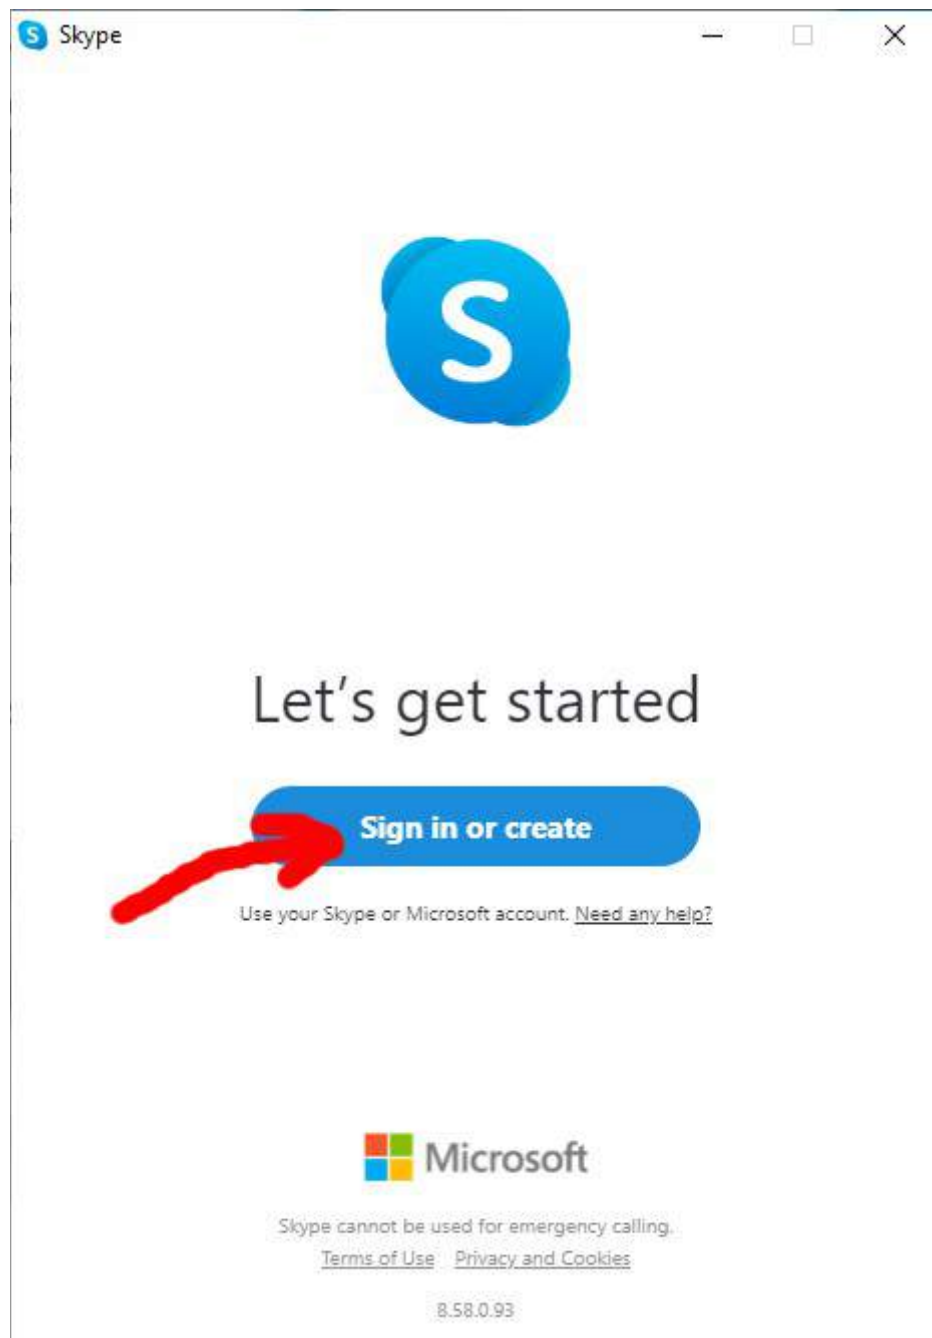 S Skype
S
Let's get started
Sign in or create
Use your Skype or Microsoft account. Need any help?
Microsoft
Skype cannot be used for emergency calling.
Terms of Use Privacy and Cookies
8.58.0.93